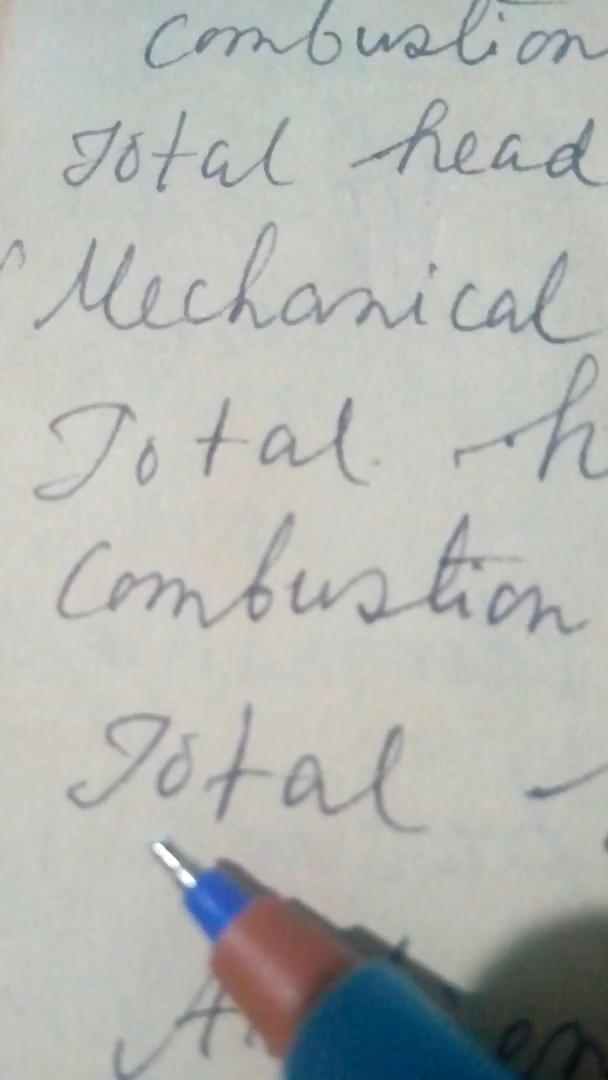 Combustion
Total head
Mechanical
Total h
Combustion
Total